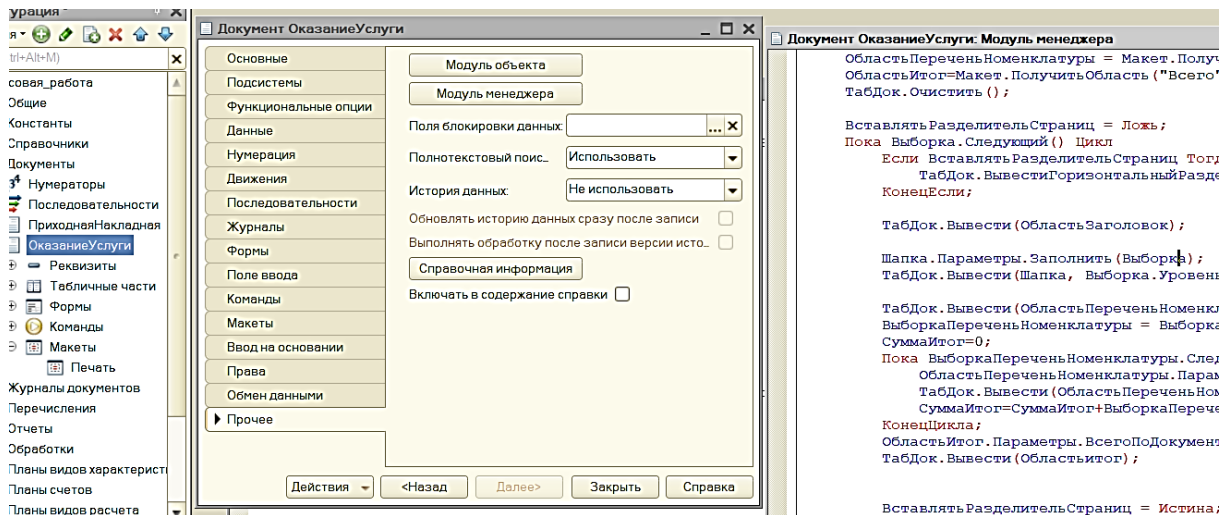 урация
трl+Alt+M)
совая_работа
Общие
Константы
Справочники
Документы
Нумераторы
Последовательности
ПриходнаяНакладная
ОказаниеУслуги
Реквизиты
Табличные части
Формы
Команды
Макеты
Печать
Журналы документов
Перечисления
Отчеты
Обработки
Планы видов характеристи
Планы счетов
Планы видов расчета
Документ ОказаниеУслуги
Основные
Подсистемы
Функциональные опции
Данные
Нумерация
Движения
Последовательности
Журналы
Формы
Поле ввода
Команды
Макеты
Ввод на основании
Права
Обмен данными
Прочее
Модуль объекта
Модуль менеджера
Поля блокировки данных:
Полнотекстовый поис... Использовать
История данных: Не использовать
Обновлять историю данных сразу после записи
Выполнять обработку после записи версии исто...
Справочная информация
Включать в содержание справки
Действия <Назад Далее> Закрыть Справка
Документ ОказаниеУслуги: Модуль менеджера
ОбластьПереченьНоменклатуры = Макет.Получ
ОбластьИтог=Макет.ПолучитьОбласть("Всего"
ТабДок.Очистить();
ВставлятьРазделительСтраниц = Ложь;
Пока Выборка.Следующий() Цикл
Если ВставлятьРазделительСтраниц Тогд
ТабДок.ВывестиГоризонтальныйРазде
КонецЕсли;
ТабДок.Вывести(ОбластьЗаголовок);
Шапка.Параметры.Заполнить(Выборка);
ТабДок.Вывести(Шапка, Выборка.Уровень
ТабДок.Вывести(ОбластьПереченьНоменкл
ВыборкаПереченьНоменклатуры = Выборка
СуммаИтог=0;
Пока ВыборкаПереченьНоменклатуры.След
ОбластьПереченьНоменклатуры.Парам
ТабДок.Вывести(ОбластьПереченьНом
СуммаИтог=СуммаИтог+ВыборкаПерече
КонецЦикла;
ОбластьИтог.Параметры.ВсегоПоДокумент
ТабДок.Вывести(Областьитог);
ВставлятьРазделительСтраниц = Истина;